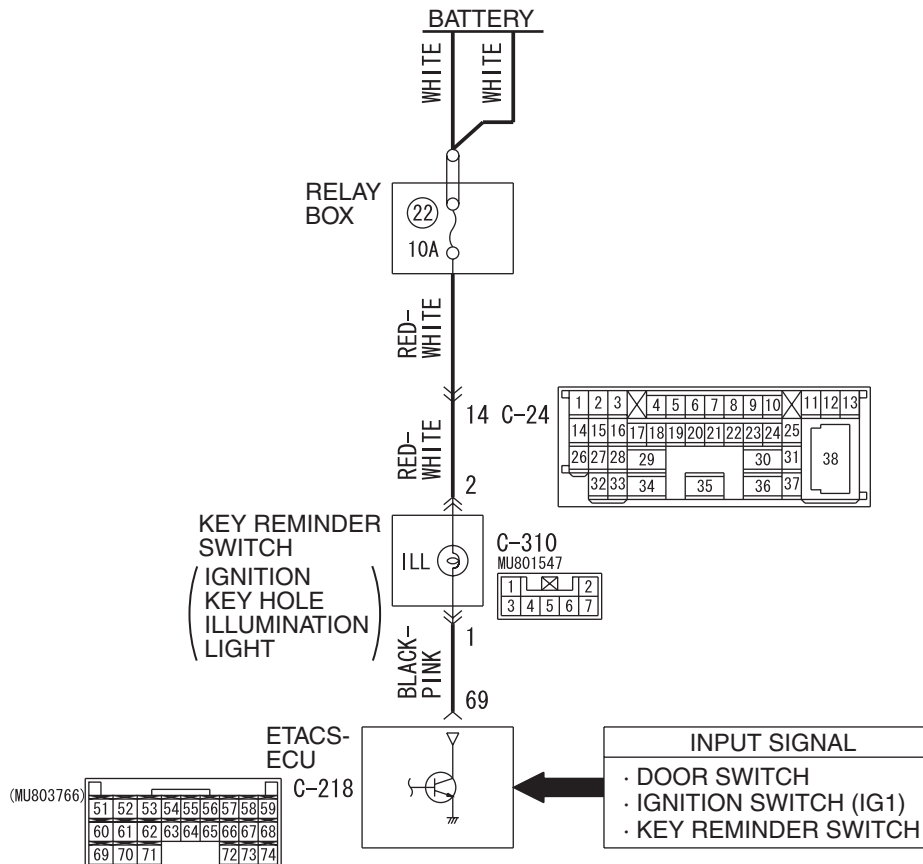 BATTERY
WHITE
WHITE
RELAY
BOX
22
10A
RED-
WHITE
14 C-24
1 2 3 4 5 6 7 8 9 10 11 12 13
14 15 16 17 18 19 20 21 22 23 24 25
26 27 28 29 30 31 38
32 33 34 35 36 37
RED-
WHITE
2
KEY REMINDER
SWITCH
(IGNITION
KEY HOLE
ILLUMINATION
LIGHT)
ILL
C-310
MU801547
1 2
3 4 5 6 7
1
BLACK-
PINK
69
ETACS-
ECU
C-218
(MU803766)
51 52 53 54 55 56 57 58 59
60 61 62 63 64 65 66 67 68
69 70 71 72 73 74
INPUT SIGNAL
· DOOR SWITCH
· IGNITION SWITCH (IG1)
· KEY REMINDER SWITCH